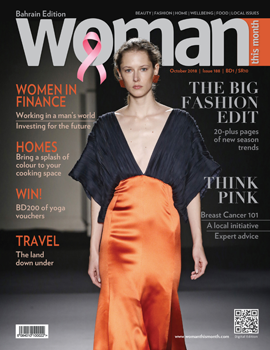 Bahrain Edition
BEAUTY | FASHION | HOME | WELLBEING | FOOD | LOCAL ISSUES
woman
this month
October 2018 | Issue 188 | BD1 / SR10
WOMEN IN
FINANCE
Working in a man's world
Investing for the future
HOMES
Bring a splash of
colour to your
cooking space
WIN!
BD200 of yoga
vouchers
TRAVEL
The land
down under
THE BIG
FASHION
EDIT
20-plus pages
of new season
trends
THINK
PINK
Breast Cancer 101
A local initiative
Expert advice
www.womanthismonth.com